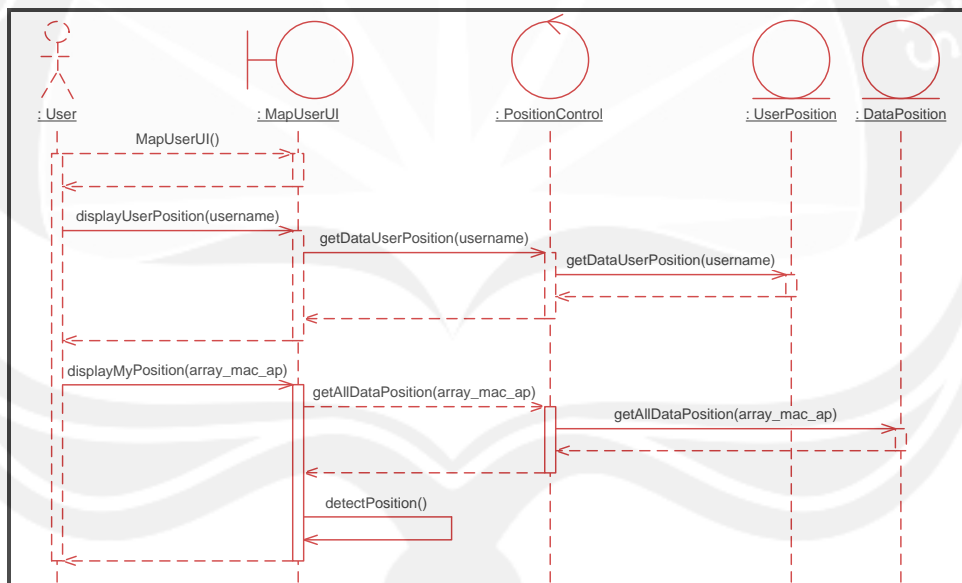 : User
: MapUserUI
: PositionControl
: UserPosition
: DataPosition
MapUserUI()
displayUserPosition(username)
getDataUserPosition(username)
getDataUserPosition(username)
displayMyPosition(array_mac_ap)
getAllDataPosition(array_mac_ap)
getAllDataPosition(array_mac_ap)
detectPosition()